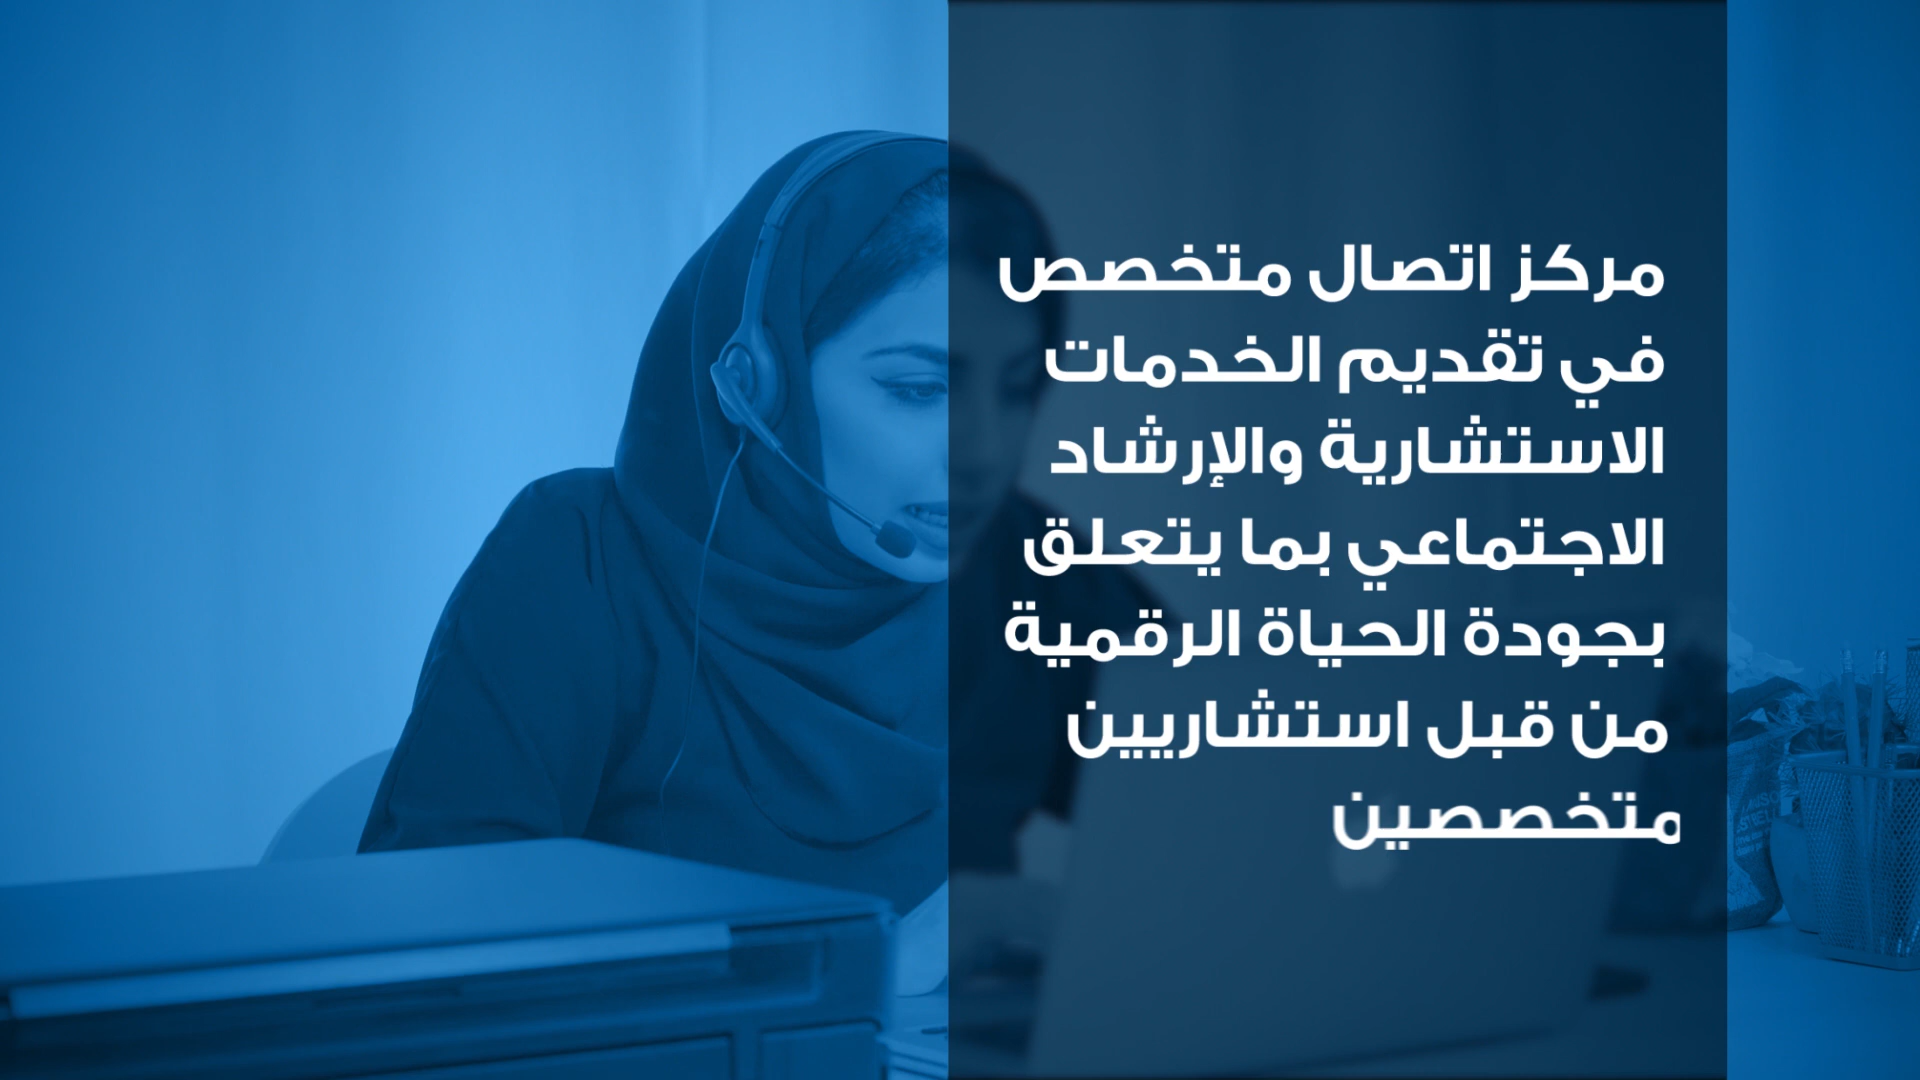 مركز اتصال متخصص
في تقديم الخدمات
الاستشارية والإرشاد
الاجتماعي بما يتعلق
بجودة الحياة الرقمية
من قبل استشاريين
متخصصين